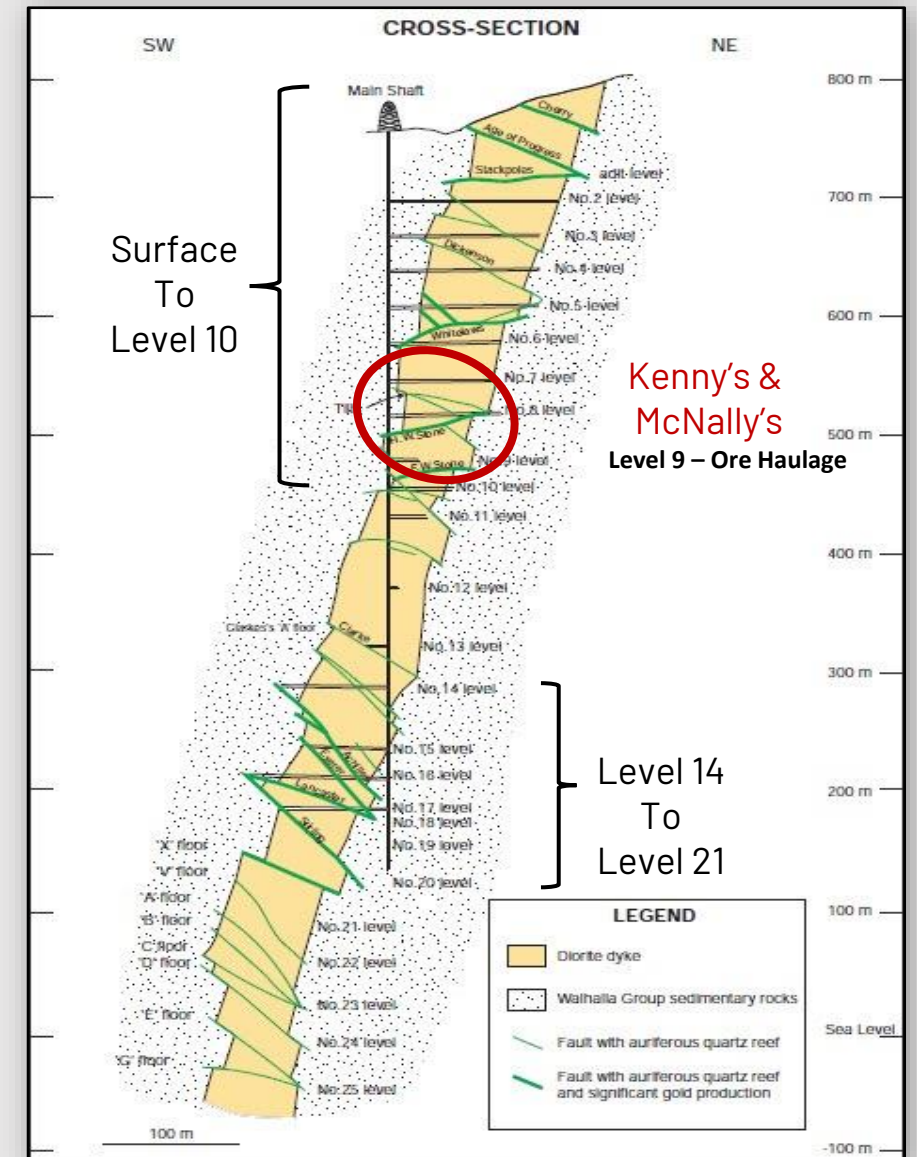 CROSS-SECTION
SW
NE
Main Shaft
800 m
700 m
600 m
500 m
400 m
300 m
200 m
100 m
Sea Level
-100 m
Cherry
Age of Progress
Stackpoles
adit level
No.2 level
No.3 level
Dickenson
No.4 level
No.5 level
Whitelaws
No.6 level
No.7 level
No.8 level
H.W.Stone
F.W.Stone
No.9 level
No.10 level
No.11 level
No.12 level
'A' floor
Clarke
No.13 level
No.14 level
No.15 level
No.16 level
Lancaster
No.17 level
No.18 level
No.19 level
No.20 level
"X" floor
"V" floor
"A" floor
"B" floor
"C" floor
"D" floor
"E" floor
"G" floor
No.21 level
No.22 level
No.23 level
No.24 level
No.25 level
100 m
Surface
To
Level 10
Kenny's &
McNally's
Level 9 – Ore Haulage
Level 14
To
Level 21
LEGEND
Diorite dyke
Walhalla Group sedimentary rocks
Fault with auriferous quartz reef
Fault with auriferous quartz reef
and significant gold production